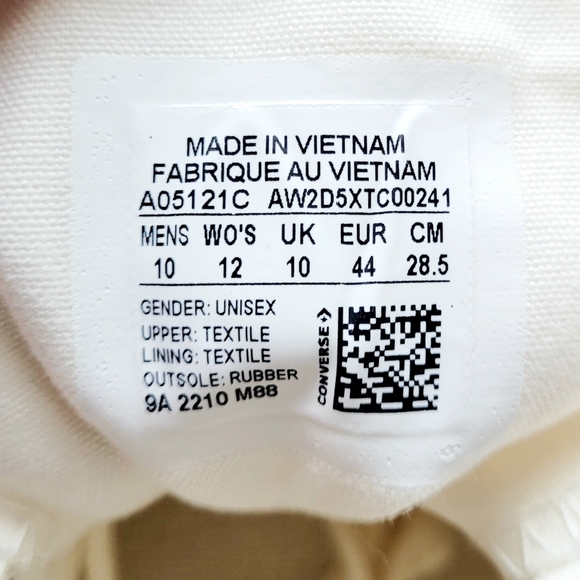 MADE IN VIETNAM
FABRIQUE AU VIETNAM
A05121C AW2D5XTC00241
MENS WO'S UK EUR CM
10 12 10 44 28.5
GENDER: UNISEX
UPPER: TEXTILE
LINING: TEXTILE
OUTSOLE: RUBBER
9A 2210 M88
CONVERSE